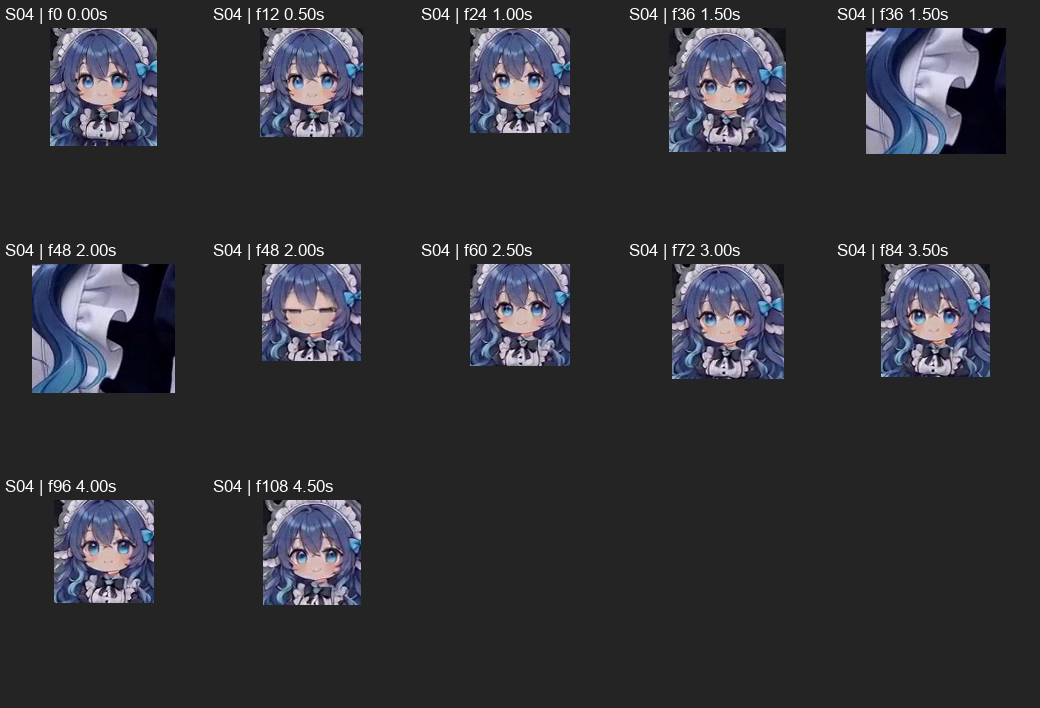 S04 | f0 0.00s
S04 | f12 0.50s
S04 | f24 1.00s
S04 | f36 1.50s
S04 | f36 1.50s
S04 | f48 2.00s
S04 | f48 2.00s
S04 | f60 2.50s
S04 | f72 3.00s
S04 | f84 3.50s
S04 | f96 4.00s
S04 | f108 4.50s